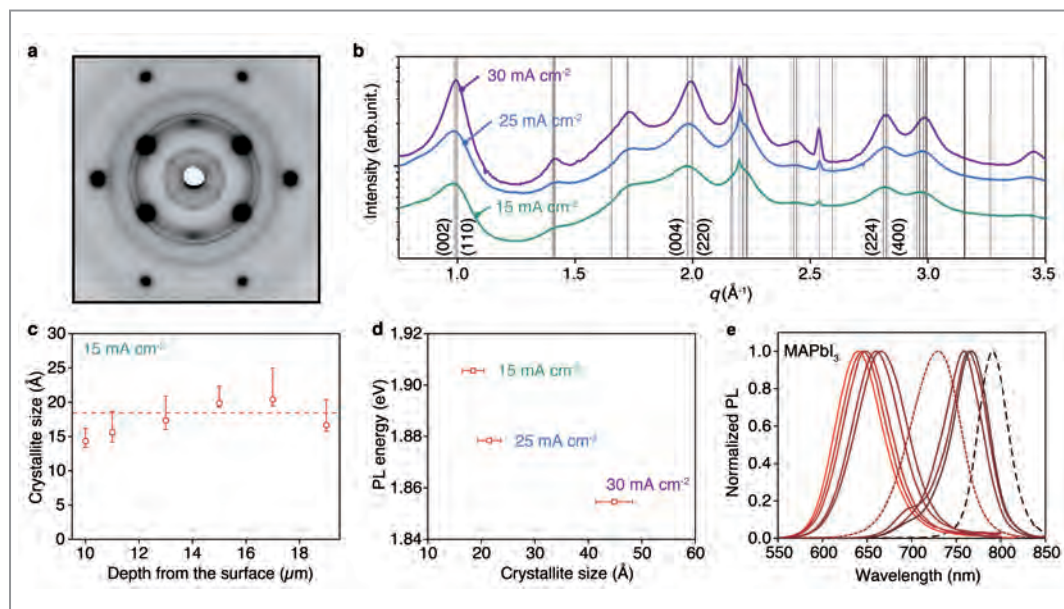 a
b
Intensity (arb.unit.)
30 mA cm-2
25 mA cm-2
15 mA cm-2
(002)
(110)
(004)
(220)
(224)
(400)
1.0
1.5
2.0
2.5
3.0
3.5
q(Å-1)
c
Crystallite size (Å)
30
25
20
15
10
5
0
15 mA cm-2
10
12
14
16
18
Depth from the surface (µm)
d
PL energy (eV)
1.92
1.90
1.88
1.86
1.84
15 mA cm-2
25 mA cm-2
30 mA cm-2
10
20
30
40
50
60
Crystallite size (Å)
e
Normalized PL
MAPbI3
1.0
0.8
0.6
0.4
0.2
0.0
550
600
650
700
750
800
850
Wavelength (nm)